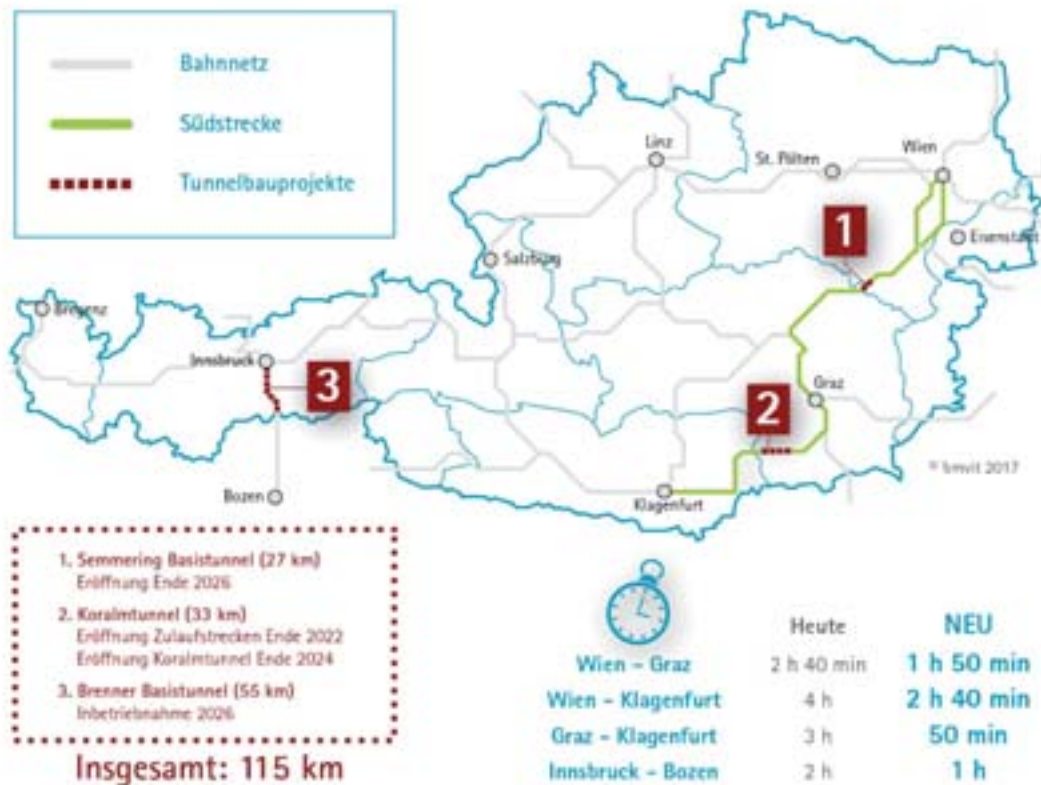 Bahnnetz
Südstrecke
Tunnelbauprojekte
Linz
St. Pölten
Wien
1
Eisenstadt
Salzburg
Bregenz
Innsbruck
3
Graz
2
© bmvit 2017
Bozen
Klagenfurt
1. Semmering Basistunnel (27 km)
Eröffnung Ende 2026
2. Koralmtunnel (33 km)
Eröffnung Zulaufstrecken Ende 2022
Eröffnung Koralmtunnel Ende 2024
3. Brenner Basistunnel (55 km)
Inbetriebnahme 2026
Insgesamt: 115 km
Heute NEU
Wien – Graz 2 h 40 min 1 h 50 min
Wien – Klagenfurt 4 h 2 h 40 min
Graz – Klagenfurt 3 h 50 min
Innsbruck – Bozen 2 h 1 h